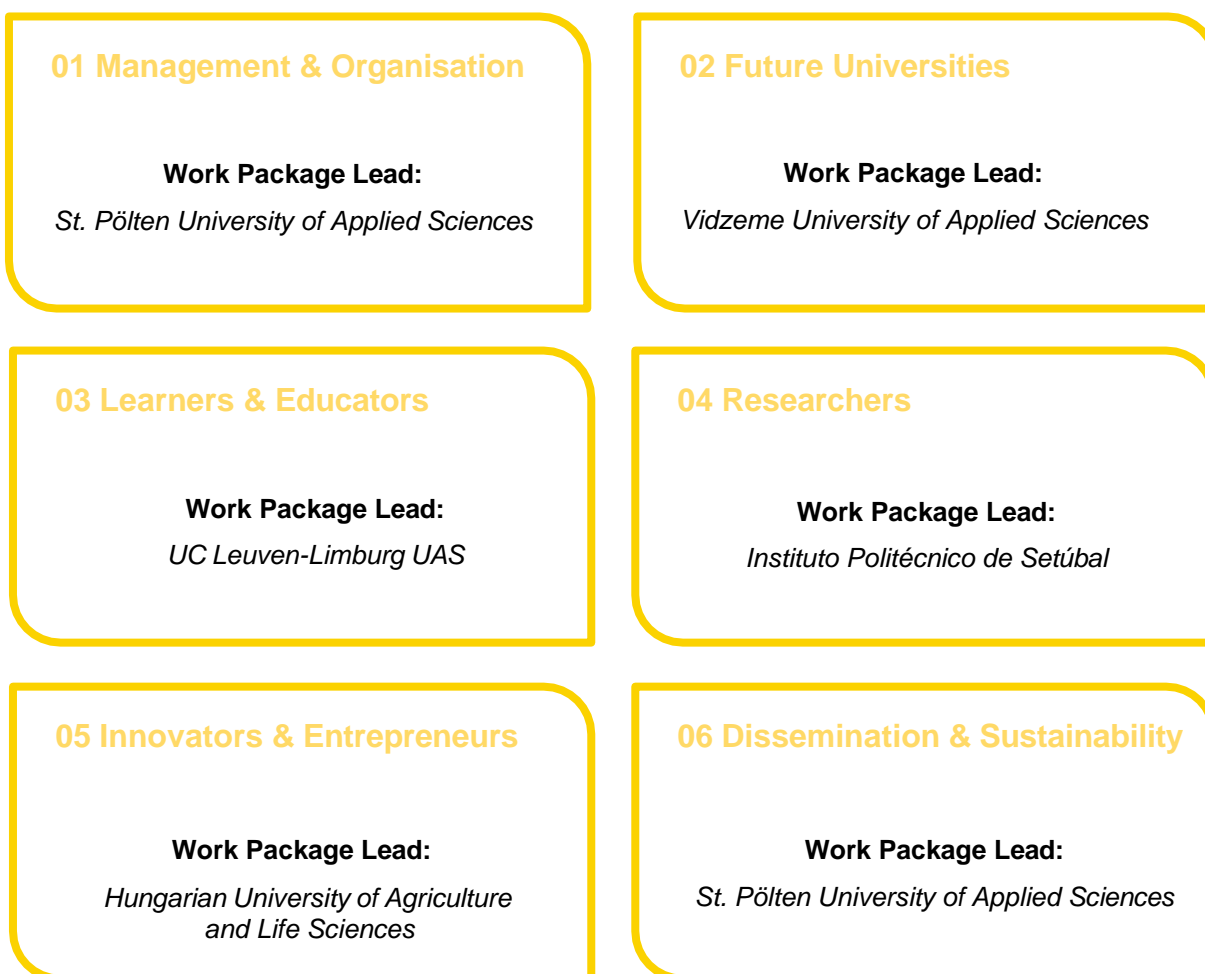 01 Management & Organisation
Work Package Lead:
St. Pölten University of Applied Sciences
02 Future Universities
Work Package Lead:
Vidzeme University of Applied Sciences
03 Learners & Educators
Work Package Lead:
UC Leuven-Limburg UAS
04 Researchers
Work Package Lead:
Instituto Politécnico de Setúbal
05 Innovators & Entrepreneurs
Work Package Lead:
Hungarian University of Agriculture
and Life Sciences
06 Dissemination & Sustainability
Work Package Lead:
St. Pölten University of Applied Sciences